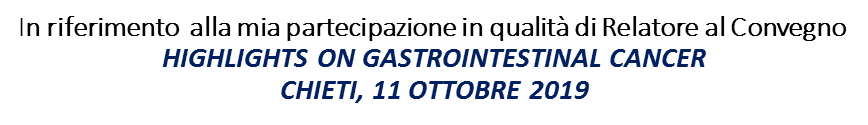 In riferimento alla mia partecipazione in qualità di Relatore al Convegno
HIGHLIGHTS ON GASTROINTESTINAL CANCER
CHIETI, 11 OTTOBRE 2019